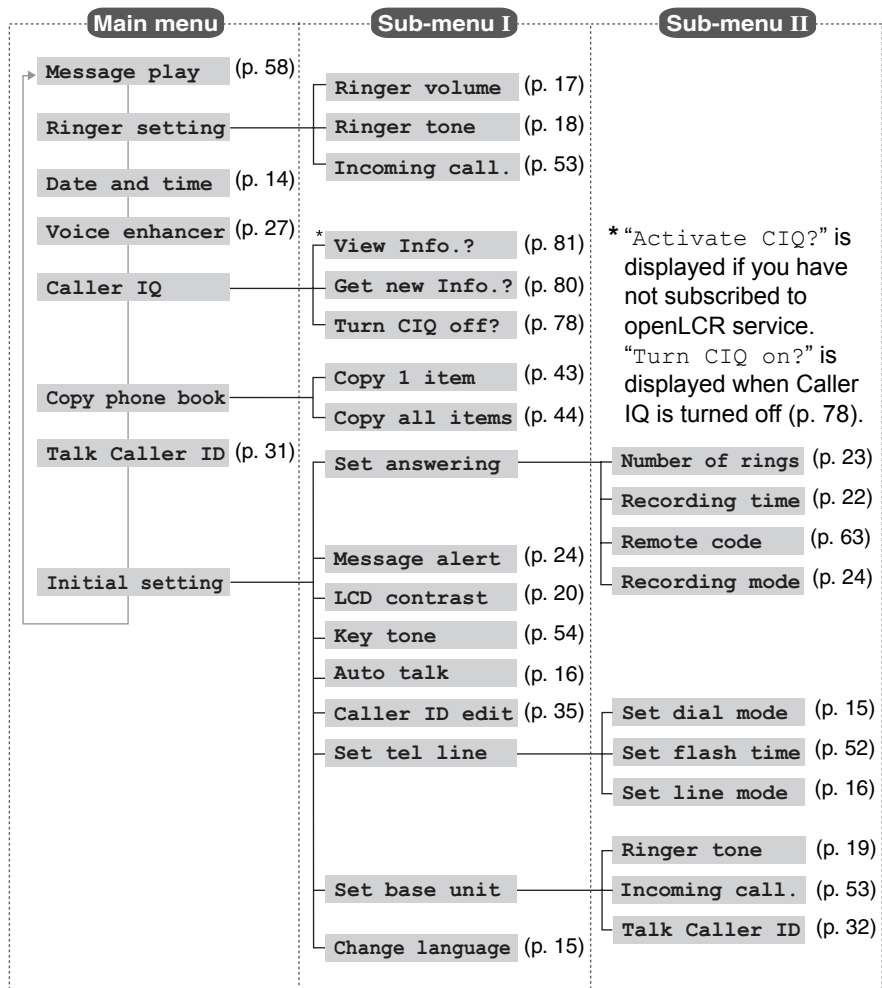 Main menu
Sub-menu I
Sub-menu II
Message play (p. 58)
Ringer setting
Ringer volume (p. 17)
Ringer tone (p. 18)
Incoming call. (p. 53)
Date and time (p. 14)
Voice enhancer (p. 27)
Caller IQ
* View Info.? (p. 81)
Get new Info.? (p. 80)
Turn CIQ off? (p. 78)
* “Activate CIQ?” is
displayed if you have
not subscribed to
openLCR service.
“Turn CIQ on?” is
displayed when Caller
IQ is turned off (p. 78).
Copy phone book
Copy 1 item (p. 43)
Copy all items (p. 44)
Talk Caller ID (p. 31)
Initial setting
Set answering
Number of rings (p. 23)
Recording time (p. 22)
Remote code (p. 63)
Recording mode (p. 24)
Message alert (p. 24)
LCD contrast (p. 20)
Key tone (p. 54)
Auto talk (p. 16)
Caller ID edit (p. 35)
Set tel line
Set dial mode (p. 15)
Set flash time (p. 52)
Set line mode (p. 16)
Set base unit
Ringer tone (p. 19)
Incoming call. (p. 53)
Talk Caller ID (p. 32)
Change language (p. 15)